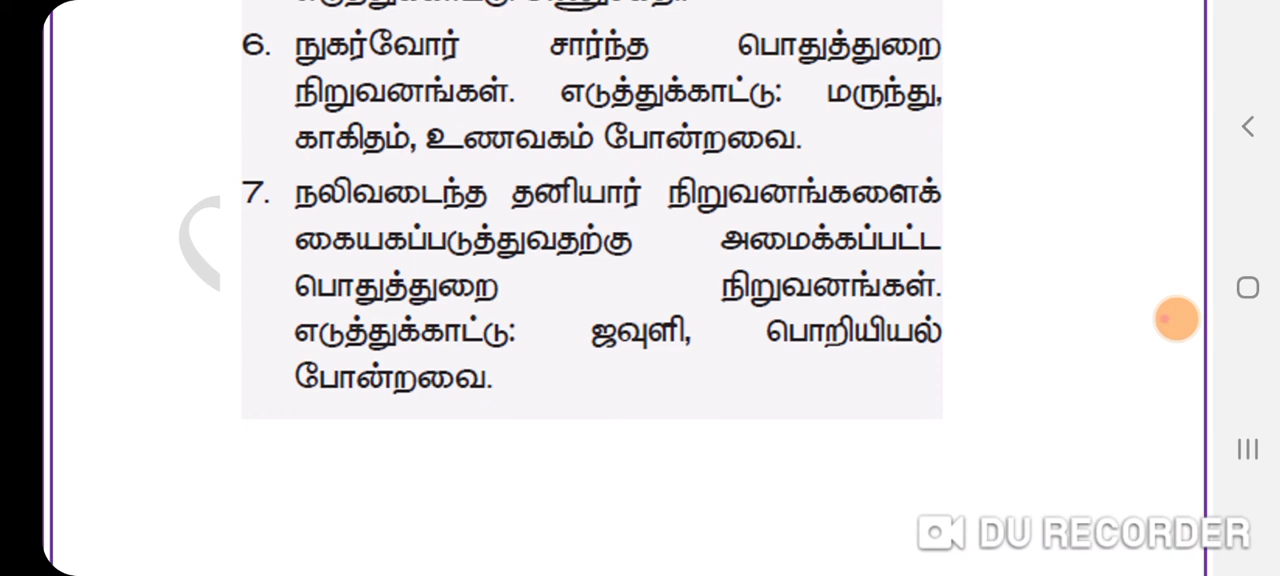 6. நுகர்வோர் சார்ந்த பொதுத்துறை
நிறுவனங்கள். எடுத்துக்காட்டு: மருந்து,
காகிதம், உணவகம் போன்றவை.
7. நலிவடைந்த தனியார் நிறுவனங்களைக்
கையகப்படுத்துவதற்கு அமைக்கப்பட்ட
பொதுத்துறை நிறுவனங்கள்.
எடுத்துக்காட்டு: ஜவுளி, பொறியியல்
போன்றவை.
DU RECORDER